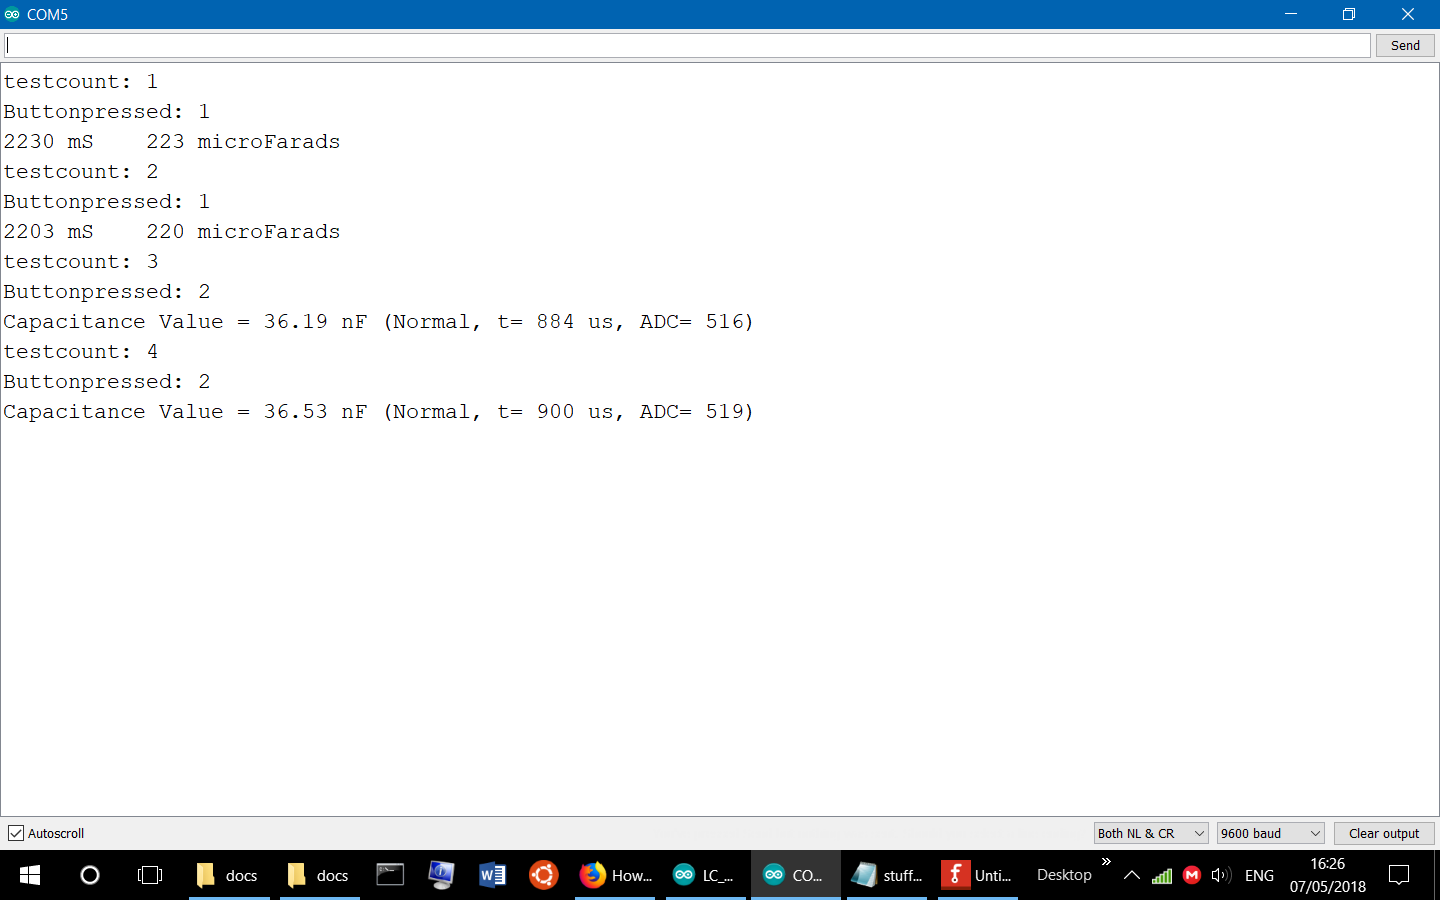 COM5
Send
testcount: 1
Buttonpressed: 1
2230 mS    223 microFarads
testcount: 2
Buttonpressed: 1
2203 mS    220 microFarads
testcount: 3
Buttonpressed: 2
Capacitance Value = 36.19 nF (Normal, t= 884 us, ADC= 516)
testcount: 4
Buttonpressed: 2
Capacitance Value = 36.53 nF (Normal, t= 900 us, ADC= 519)
Autoscroll
Both NL & CR
9600 baud
Clear output
docs
docs
How...
LC_...
CO...
stuff...
Unti...
Desktop
ENG
16:26
07/05/2018